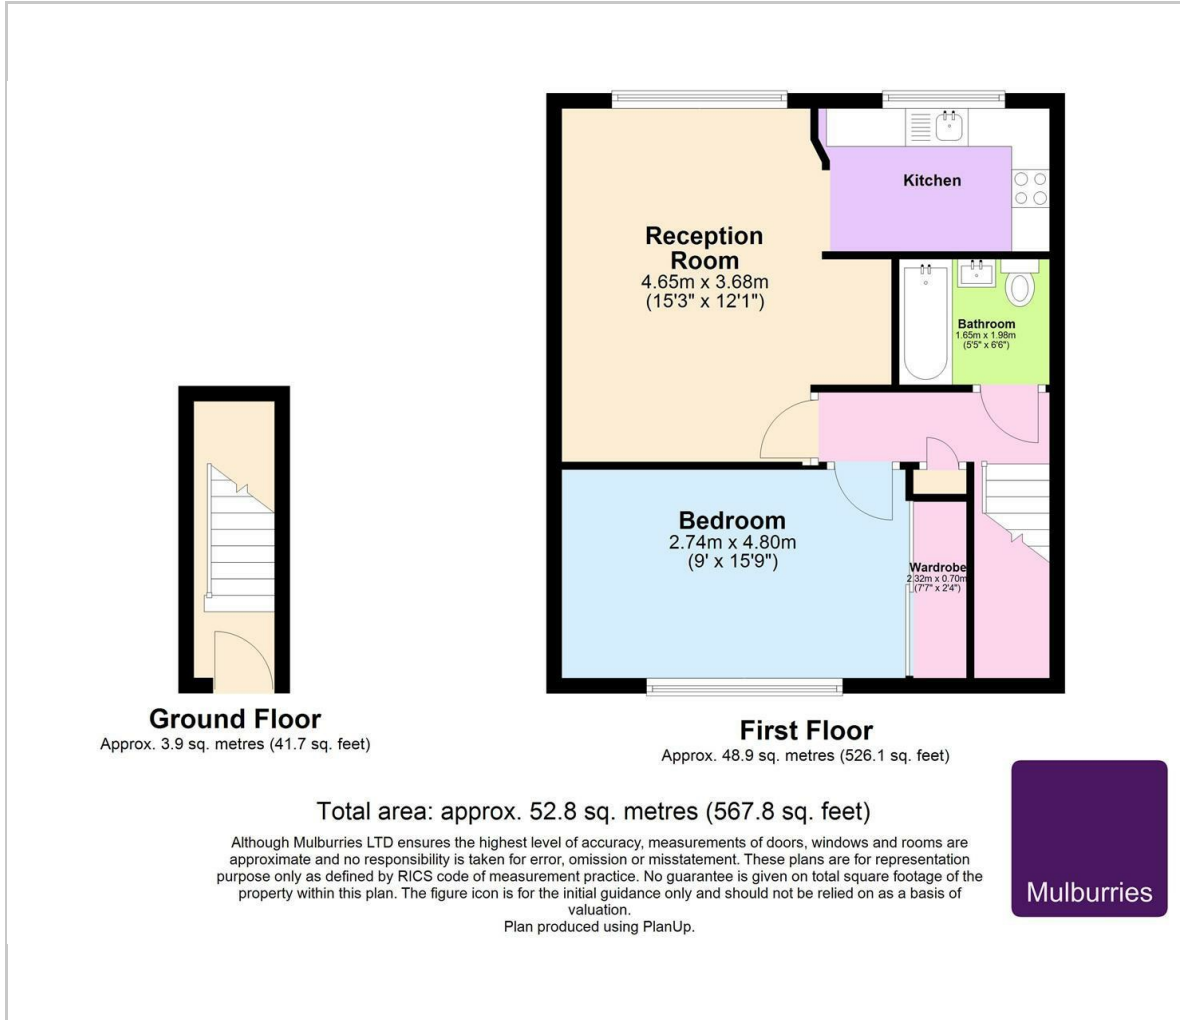 Kitchen
Reception
Room
4.65m x 3.68m
(15'3" x 12'1")
Bathroom
1.65m x 1.98m
(5'5" x 6'6")
Bedroom
2.74m x 4.80m
(9' x 15'9")
Wardrobe
2.32m x 0.70m
(7'7" x 2'4")
Ground Floor
Approx. 3.9 sq. metres (41.7 sq. feet)
First Floor
Approx. 48.9 sq. metres (526.1 sq. feet)
Total area: approx. 52.8 sq. metres (567.8 sq. feet)
Although Mulburries LTD ensures the highest level of accuracy, measurements of doors, windows and rooms are
approximate and no responsibility is taken for error, omission or misstatement. These plans are for representation
purpose only as defined by RICS code of measurement practice. No guarantee is given on total square footage of the
property within this plan. The figure icon is for the initial guidance only and should not be relied on as a basis of
valuation.
Plan produced using PlanUp.
Mulburries